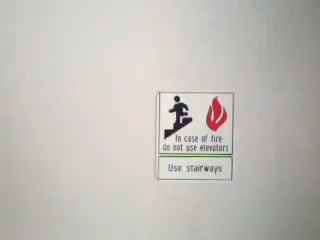 In case of fire
do not use elevators
Use stairways